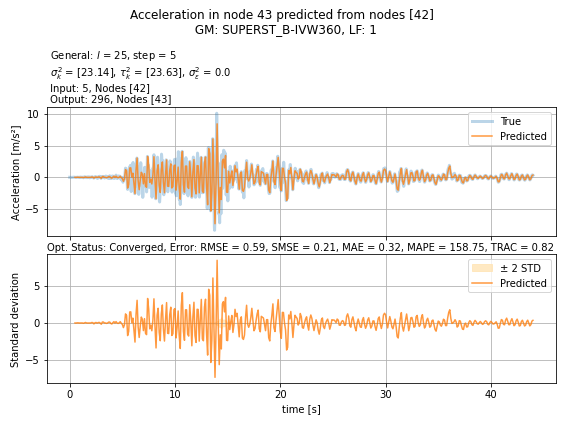 Acceleration in node 43 predicted from nodes [42]
GM: SUPERST_B-IVW360, LF: 1
General: l = 25, step = 5
σ²ₖ = [23.14], τ²ₖ = [23.63], σ²ε = 0.0
Input: 5, Nodes [42]
Output: 296, Nodes [43]
Acceleration [m/s²]
10
5
0
−5
True
Predicted
Opt. Status: Converged, Error: RMSE = 0.59, SMSE = 0.21, MAE = 0.32, MAPE = 158.75, TRAC = 0.82
Standard deviation
5
0
−5
± 2 STD
Predicted
0
10
20
30
40
time [s]